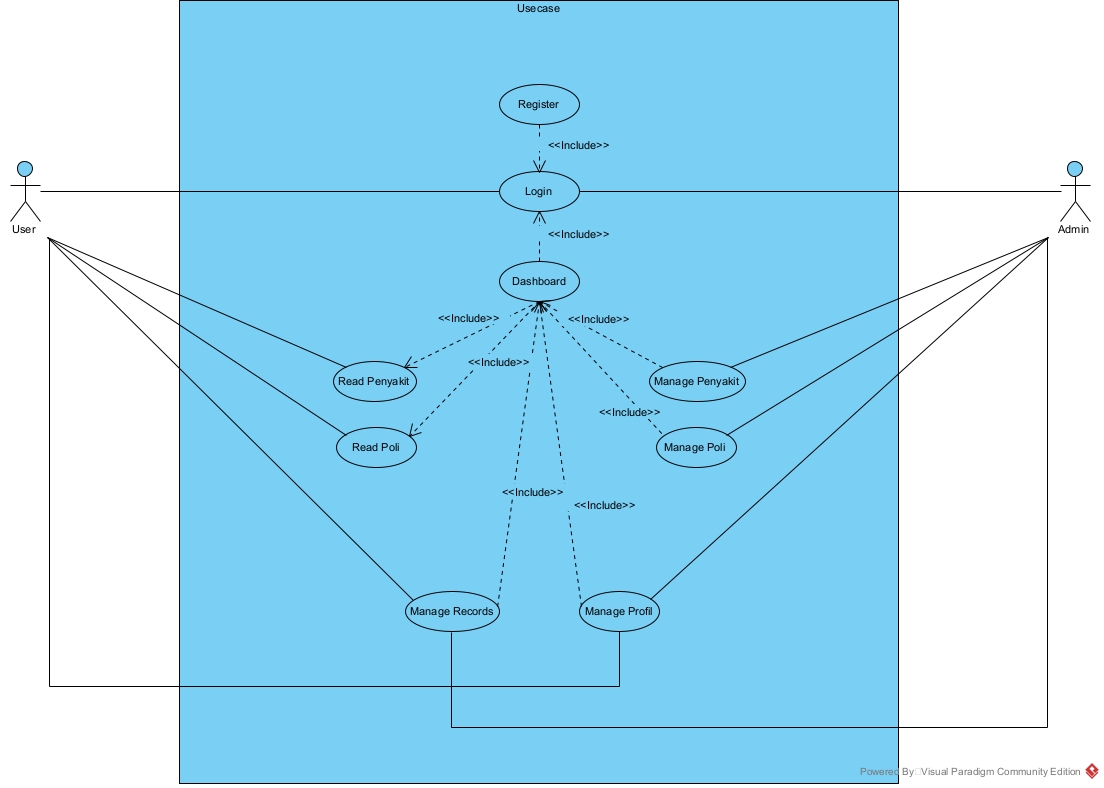 Usecase
Register
<<Include>>
Login
User
Admin
<<Include>>
Dashboard
<<Include>>
<<Include>>
<<Include>>
Read Penyakit
Manage Penyakit
<<Include>>
Read Poli
Manage Poli
<<Include>>
<<Include>>
Manage Records
Manage Profil
Powered By Visual Paradigm Community Edition